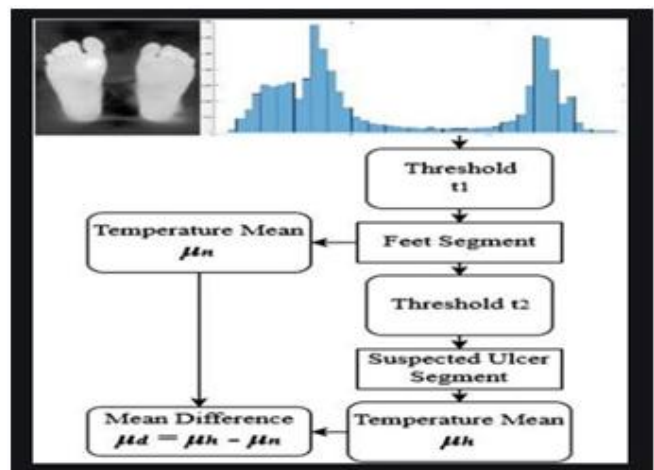 Threshold
t1
Temperature Mean
μn
Feet Segment
Threshold t2
Suspected Ulcer
Segment
Mean Difference
μd = μh - μn
Temperature Mean
μh